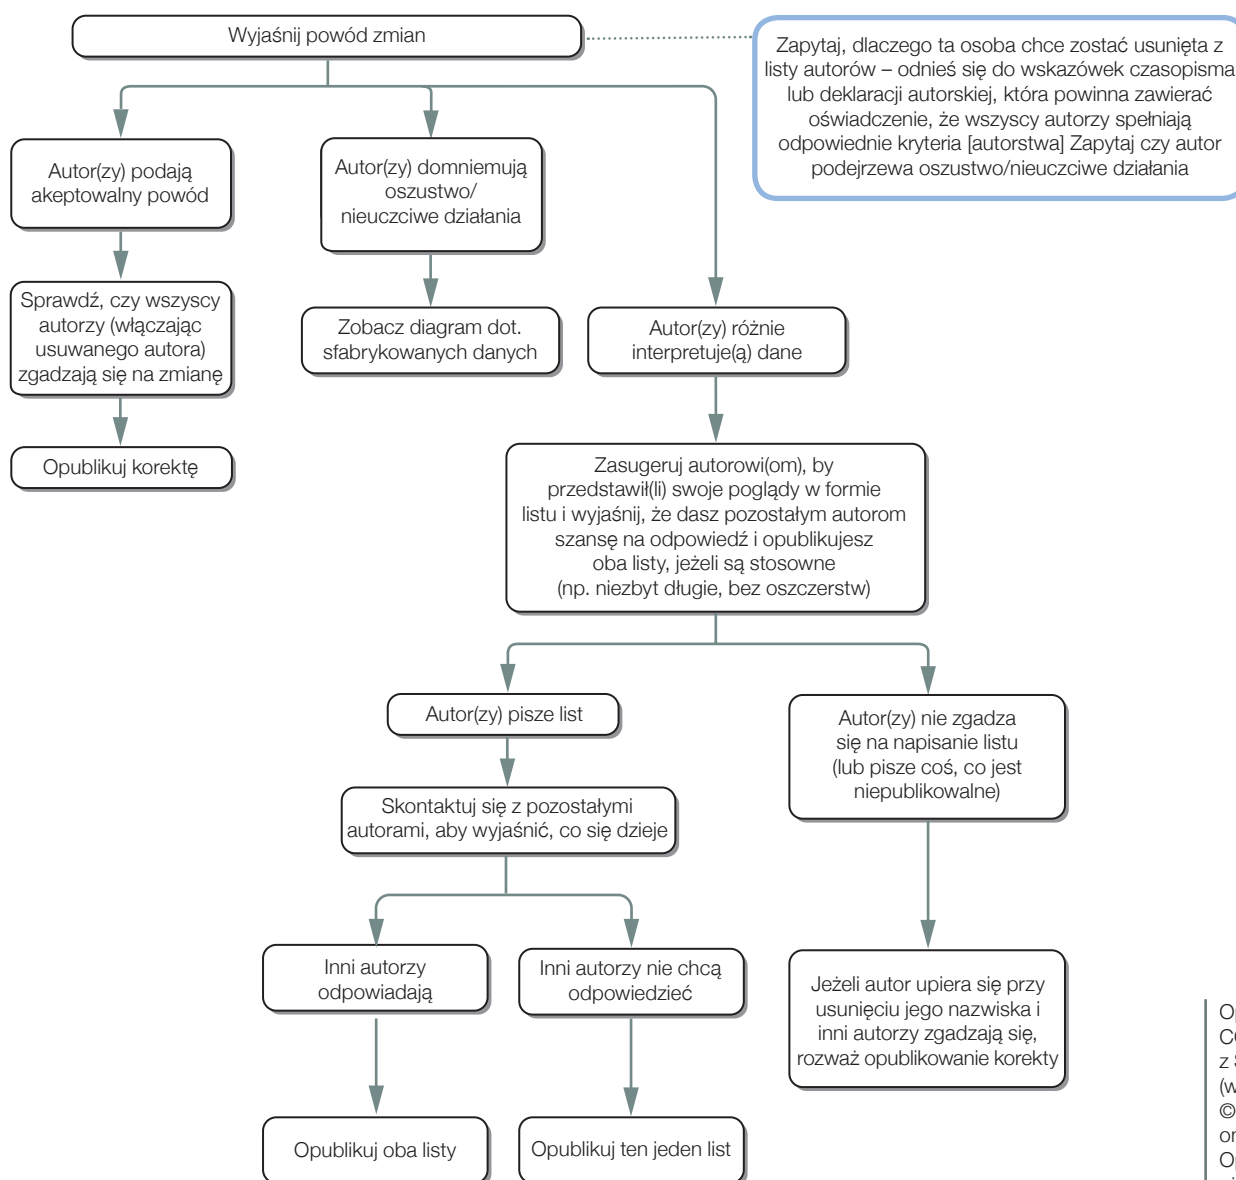 Wyjaśnij powód zmian
Zapytaj, dlaczego ta osoba chce zostać usunięta z
listy autorów – odnieś się do wskazówek czasopisma
lub deklaracji autorskiej, która powinna zawierać
oświadczenie, że wszyscy autorzy spełniają
odpowiednie kryteria [autorstwa] Zapytaj czy autor
podejrzewa oszustwo/nieuczciwe działania
Autor(zy) podają
akceptowalny powód
Autor(zy) domniemują
oszustwo/
nieuczciwe działania
Sprawdź, czy wszyscy
autorzy (włączając
usuwanego autora)
zgadzają się na zmianę
Zobacz diagram dot.
sfabrykowanych danych
Autor(zy) różnie
interpretuje(ą) dane
Opublikuj korektę
Zasugeruj autorowi(om), by
przedstawił(li) swoje poglądy w formie
listu i wyjaśnij, że dasz pozostałym autorom
szansę na odpowiedź i opublikujesz
oba listy, jeżeli są stosowne
(np. niezbyt długie, bez oszczerstw)
Autor(zy) pisze list
Autor(zy) nie zgadza
się na napisanie listu
(lub pisze coś, co jest
niepublikowalne)
Skontaktuj się z pozostałymi
autorami, aby wyjaśnić, co się dzieje
Inni autorzy
odpowiadają
Inni autorzy nie chcą
odpowiedzieć
Jeżeli autor upiera się przy
usunięciu jego nazwiska i
inni autorzy zgadzają się,
rozważ opublikowanie korekty
Opublikuj oba listy
Opublikuj ten jeden list
z
©